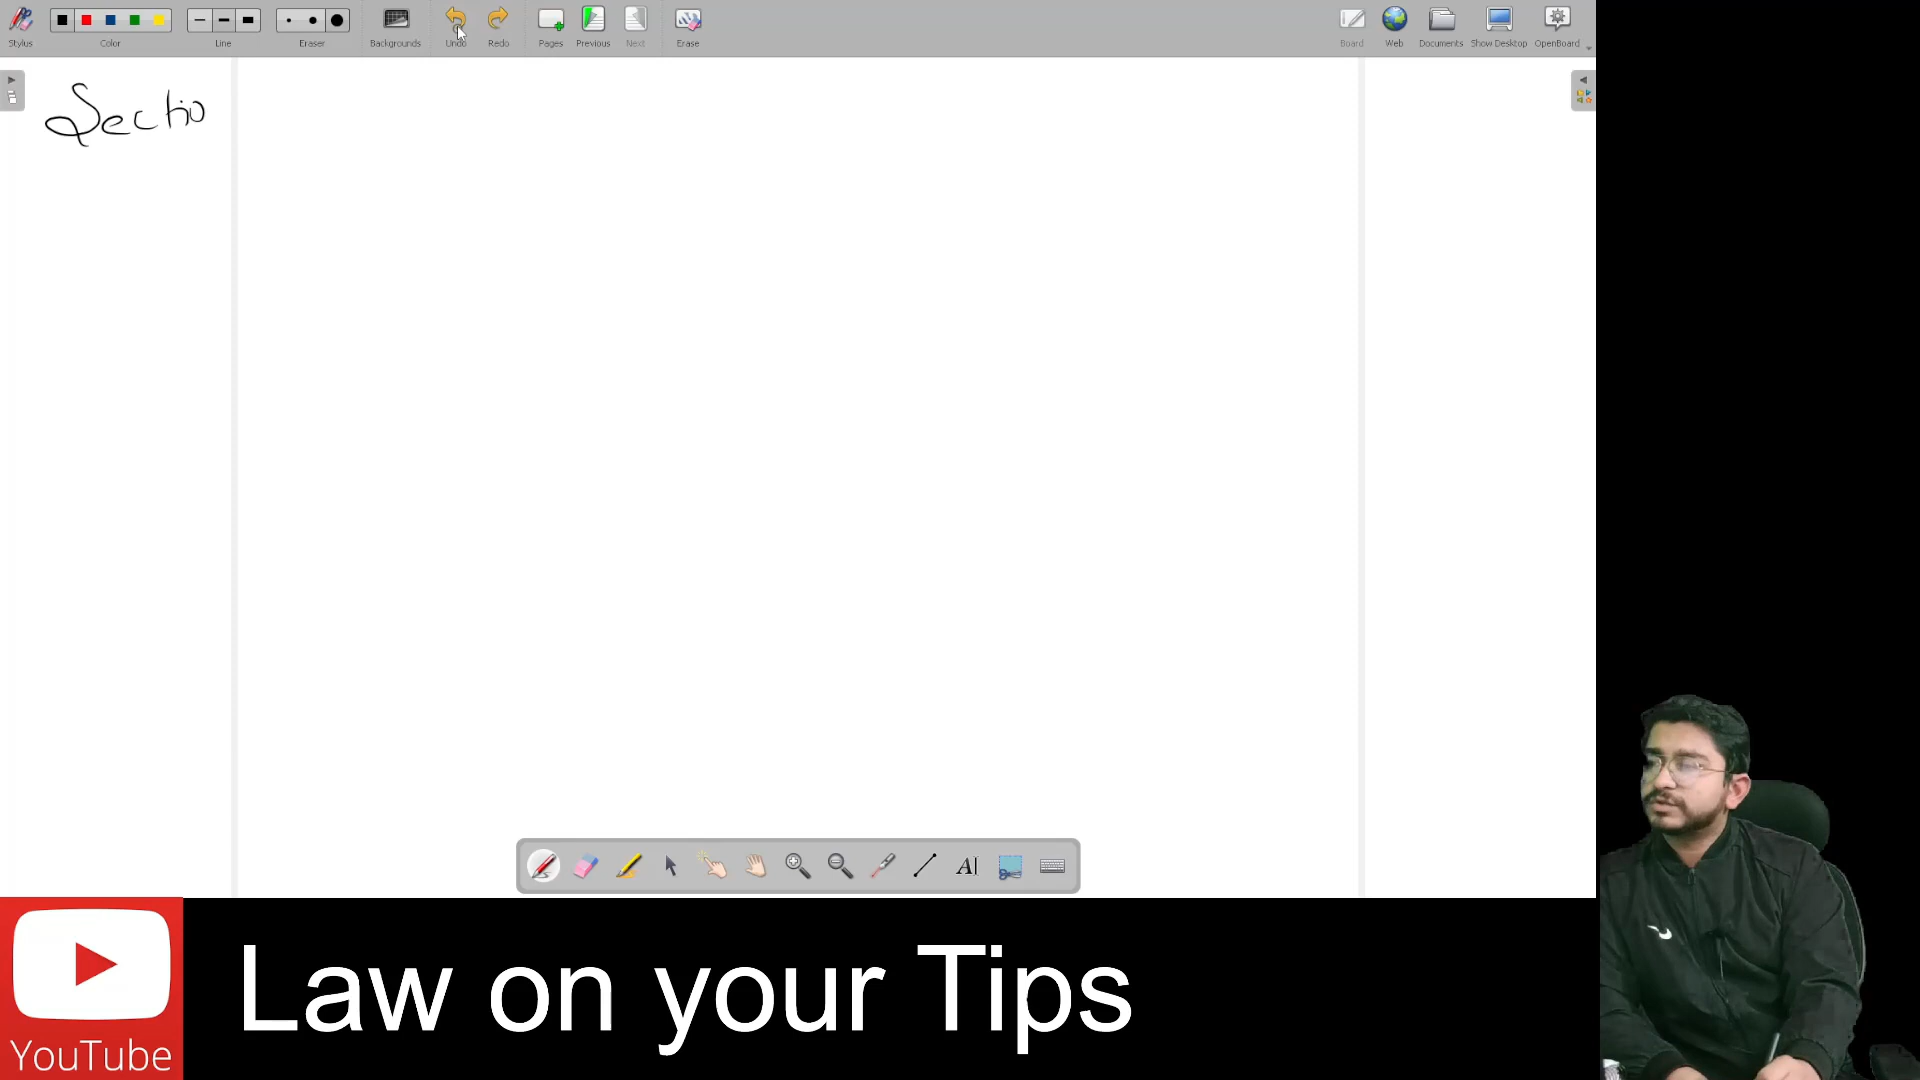 Stylus Color Line Eraser Backgrounds Undo Redo Pages Previous Next Erase Board Web Documents Show Desktop OpenBoard
Sectio
A
Law on your Tips
YouTube